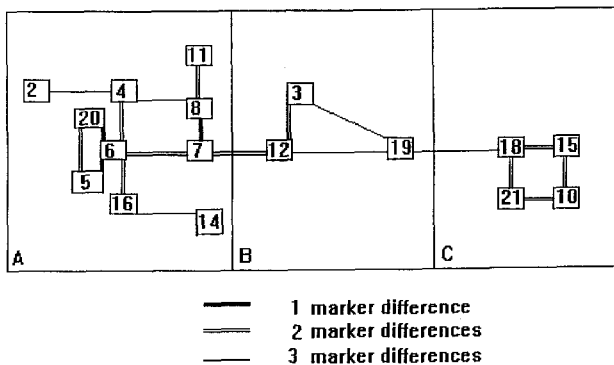 11
2 4 3
8
20
6 7 12 19 18 15
5
16 14 21 10
A B C
1 marker difference
2 marker differences
3 marker differences